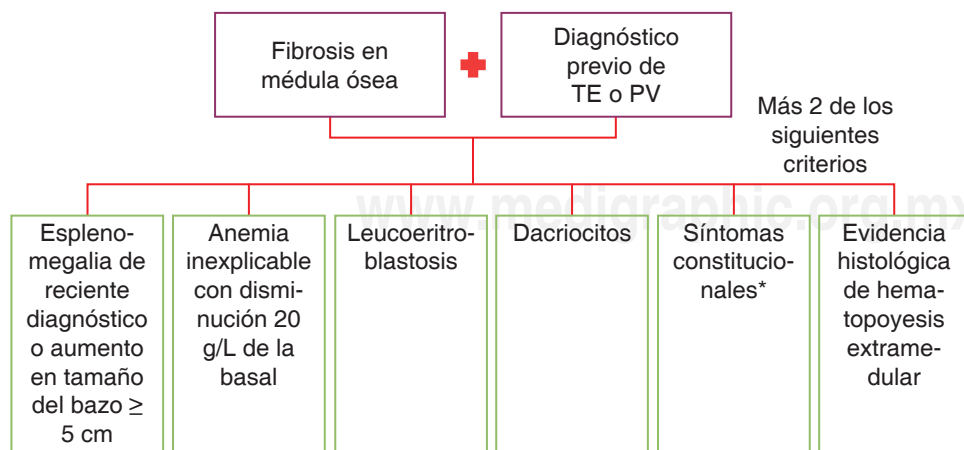 Fibrosis en
médula ósea
Diagnóstico
previo de
TE o PV
Más 2 de los
siguientes
criterios
www.medigraphic.org.mx
Espleno-
megalia de
reciente
diagnóstico
o aumento
en tamaño
del bazo ≥
5 cm
Anemia
inexplicable
con dismi-
nución 20
g/L de la
basal
Leucoeritro-
blastosis
Dacriocitos
Síntomas
constitucio-
nales*
Evidencia
histológica
de hema-
topoyesis
extrame-
dular